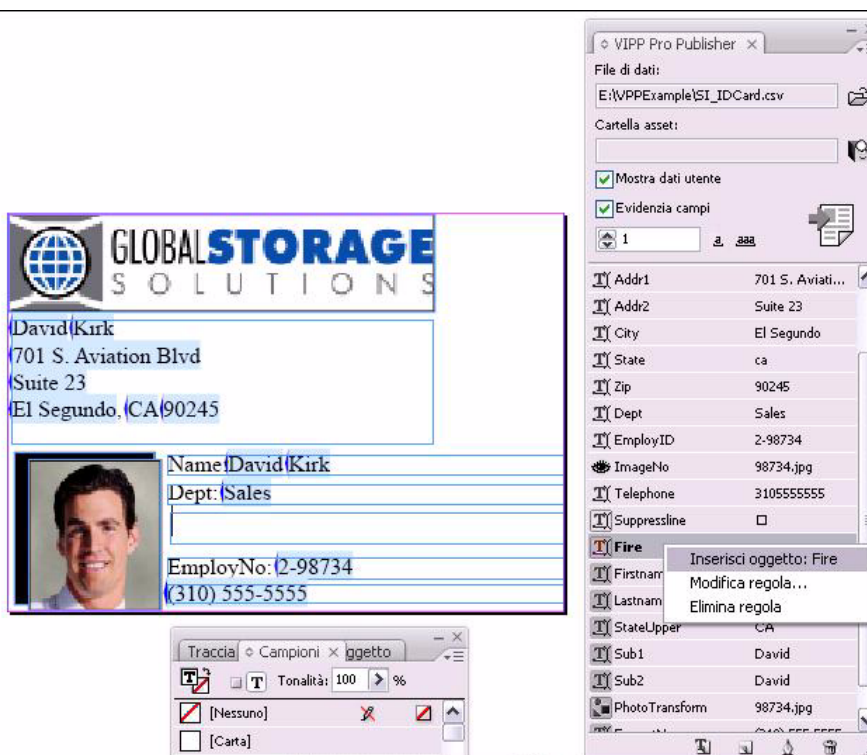 VIPP Pro Publisher
File di dati:
E:\VPPExample\SI_IDCard.csv
Cartella asset:
Mostra dati utente
Evidenzia campi
1 a aaa
Addr1 701 S. Aviati...
Addr2 Suite 23
City El Segundo
State ca
Zip 90245
Dept Sales
EmployID 2-98734
ImageNo 98734.jpg
Telephone 3105555555
Suppressline
Fire
Inserisci oggetto: Fire
Modifica regola...
Elimina regola
Firstnam
Lastnam
StateUpper CA
Sub1 David
Sub2 David
PhotoTransform 98734.jpg
GLOBALSTORAGE
SOLUTIONS
David Kirk
701 S. Aviation Blvd
Suite 23
El Segundo, CA 90245
Name: David Kirk
Dept: Sales
EmployNo: 2-98734
(310) 555-5555
Traccia Campioni ggetto
T Tonalità: 100 %
[Nessuno]
[Carta]